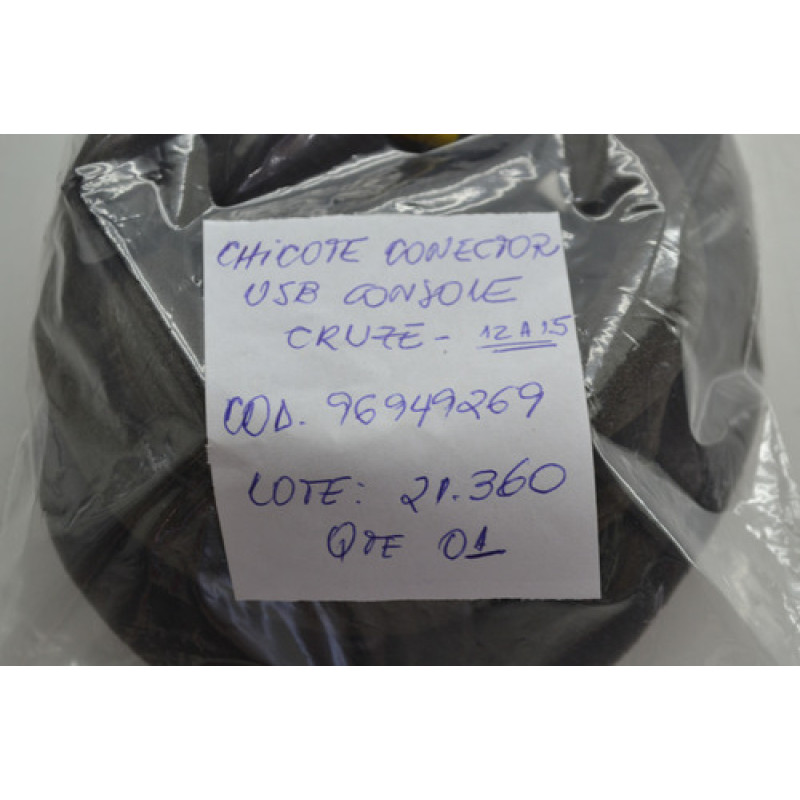 CHICOTE CONECTOR
USB CONSOLE
CRUZE - 12 A 15
COD. 96949269
LOTE: 21.360
QTE 01